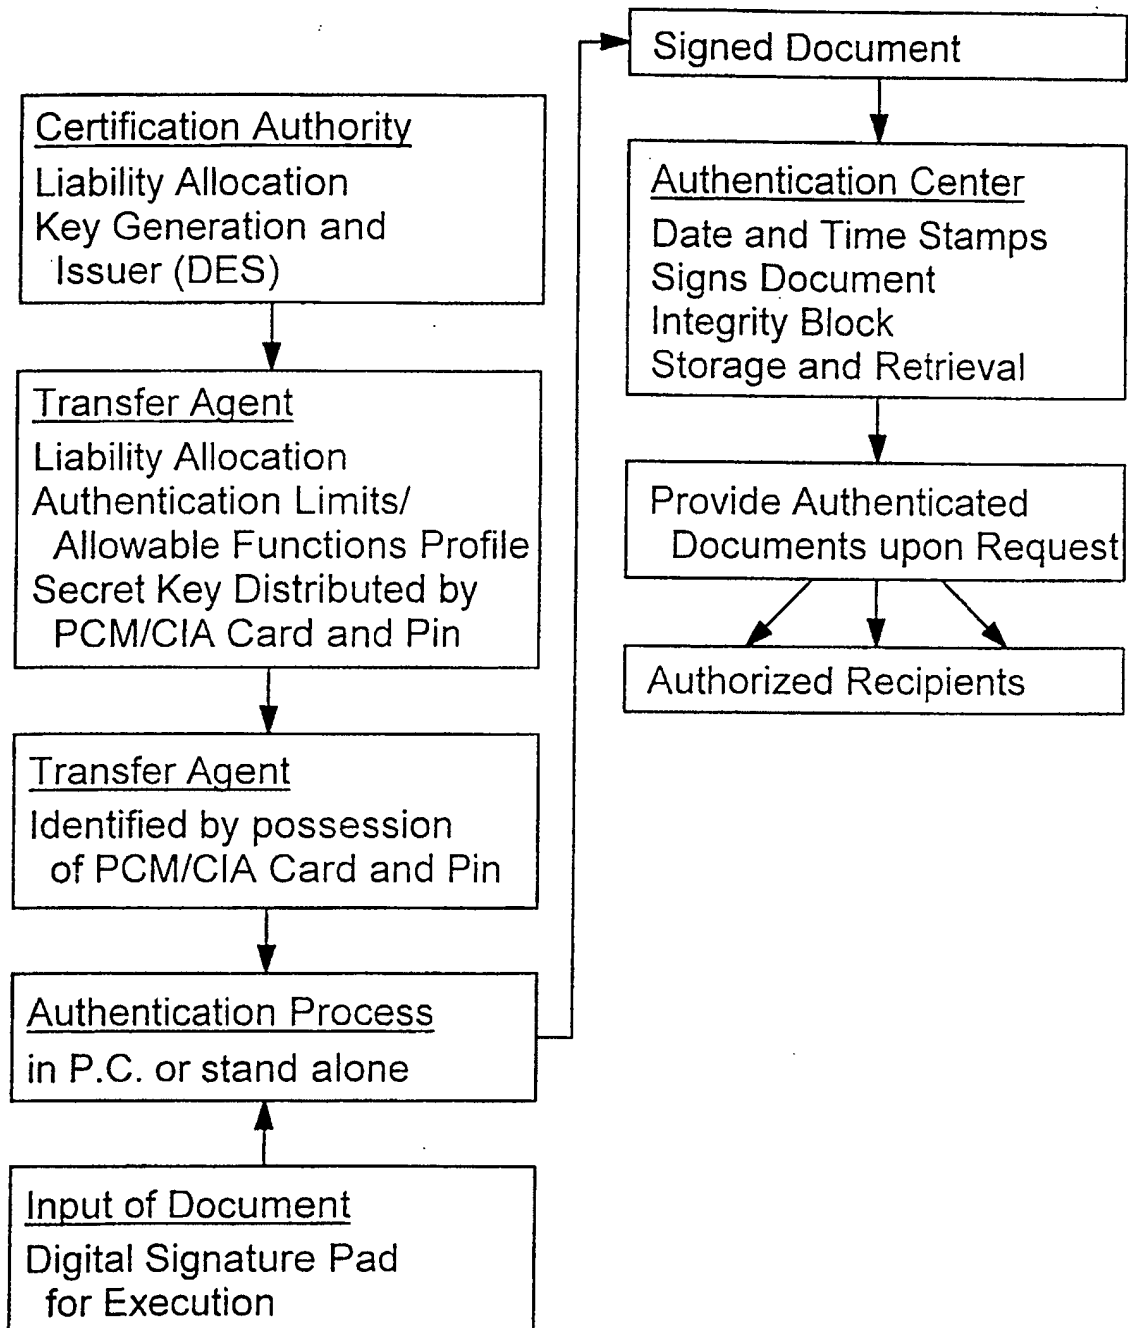 Certification Authority
Liability Allocation
Key Generation and
Issuer (DES)
Transfer Agent
Liability Allocation
Authentication Limits/
Allowable Functions Profile
Secret Key Distributed by
PCM/CIA Card and Pin
Transfer Agent
Identified by possession
of PCM/CIA Card and Pin
Authentication Process
in P.C. or stand alone
Input of Document
Digital Signature Pad
for Execution
Signed Document
Authentication Center
Date and Time Stamps
Signs Document
Integrity Block
Storage and Retrieval
Provide Authenticated
Documents upon Request
Authorized Recipients